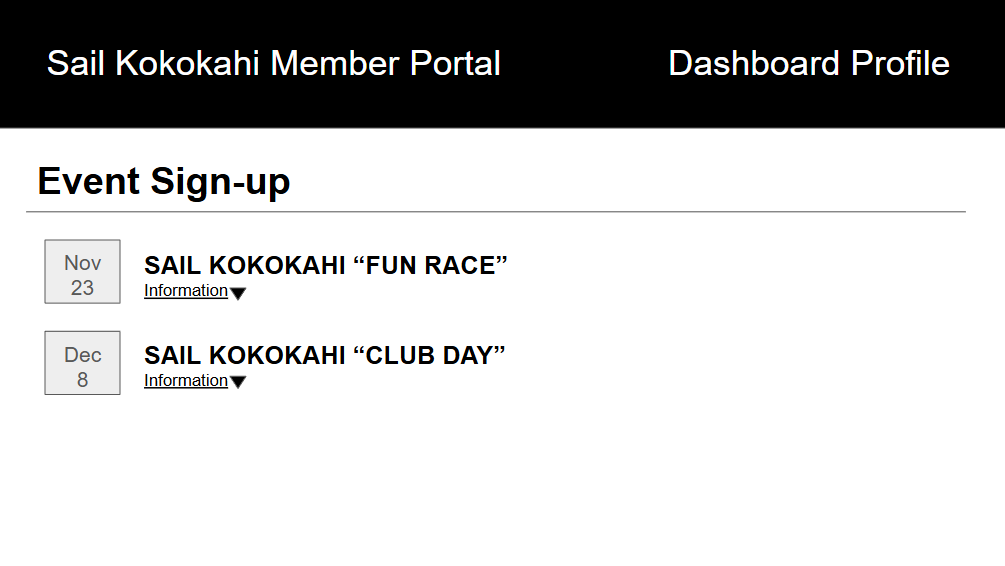 Sail Kokokahi Member Portal
Dashboard Profile
Event Sign-up
Nov
23
SAIL KOKOKAHI “FUN RACE”
Information
Dec
8
SAIL KOKOKAHI “CLUB DAY”
Information